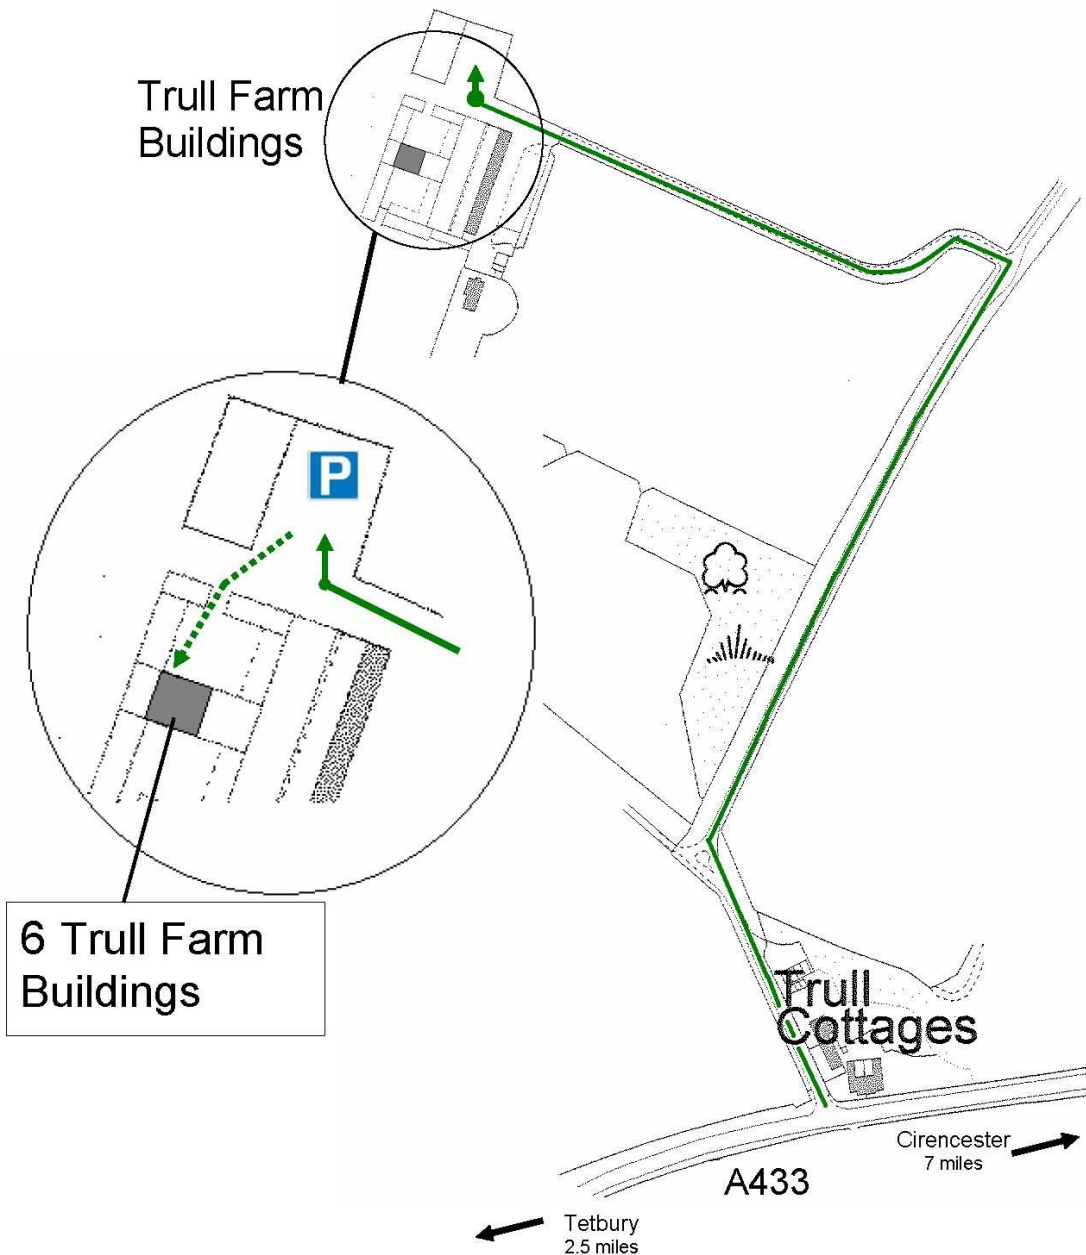 Trull Farm
Buildings
P
6 Trull Farm
Buildings
Trull
Cottages
Cirencester
7 miles
A433
Tetbury
2.5 miles